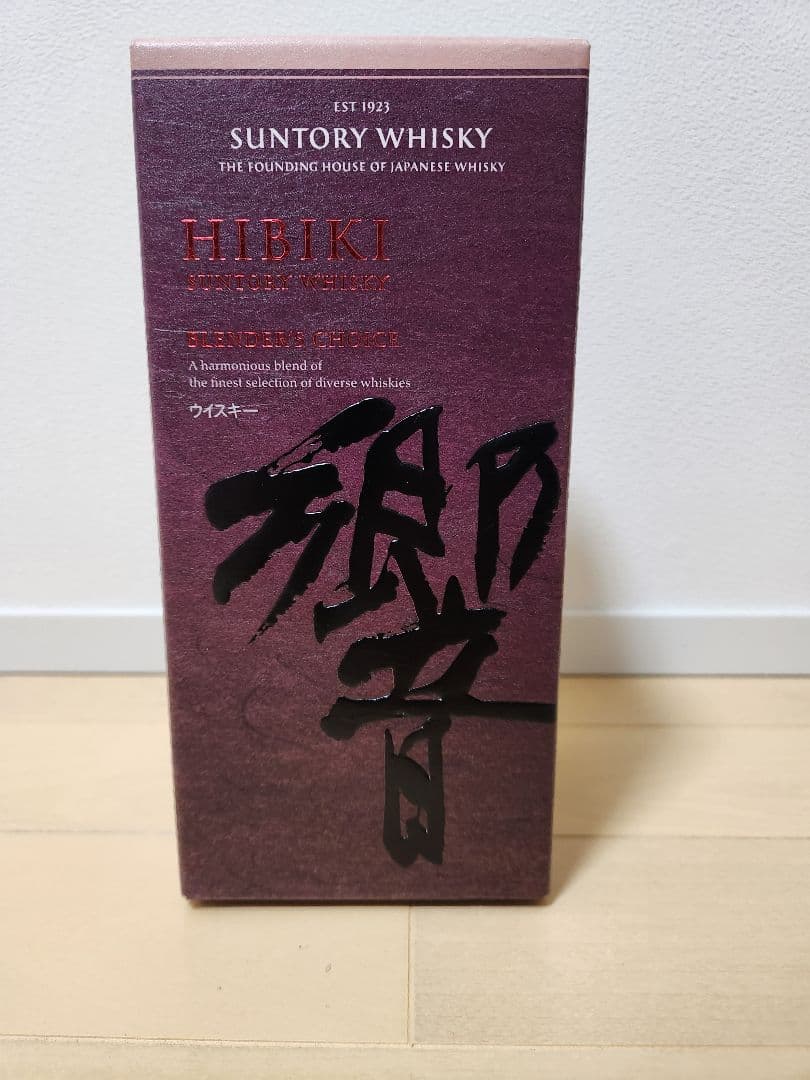 EST 1923
SUNTORY WHISKY
THE FOUNDING HOUSE OF JAPANESE WHISKY
HIBIKI
SUNTORY WHISKY
BLENDER'S CHOICE
A harmonious blend of
the finest selection of diverse whiskies
ウイスキー
響